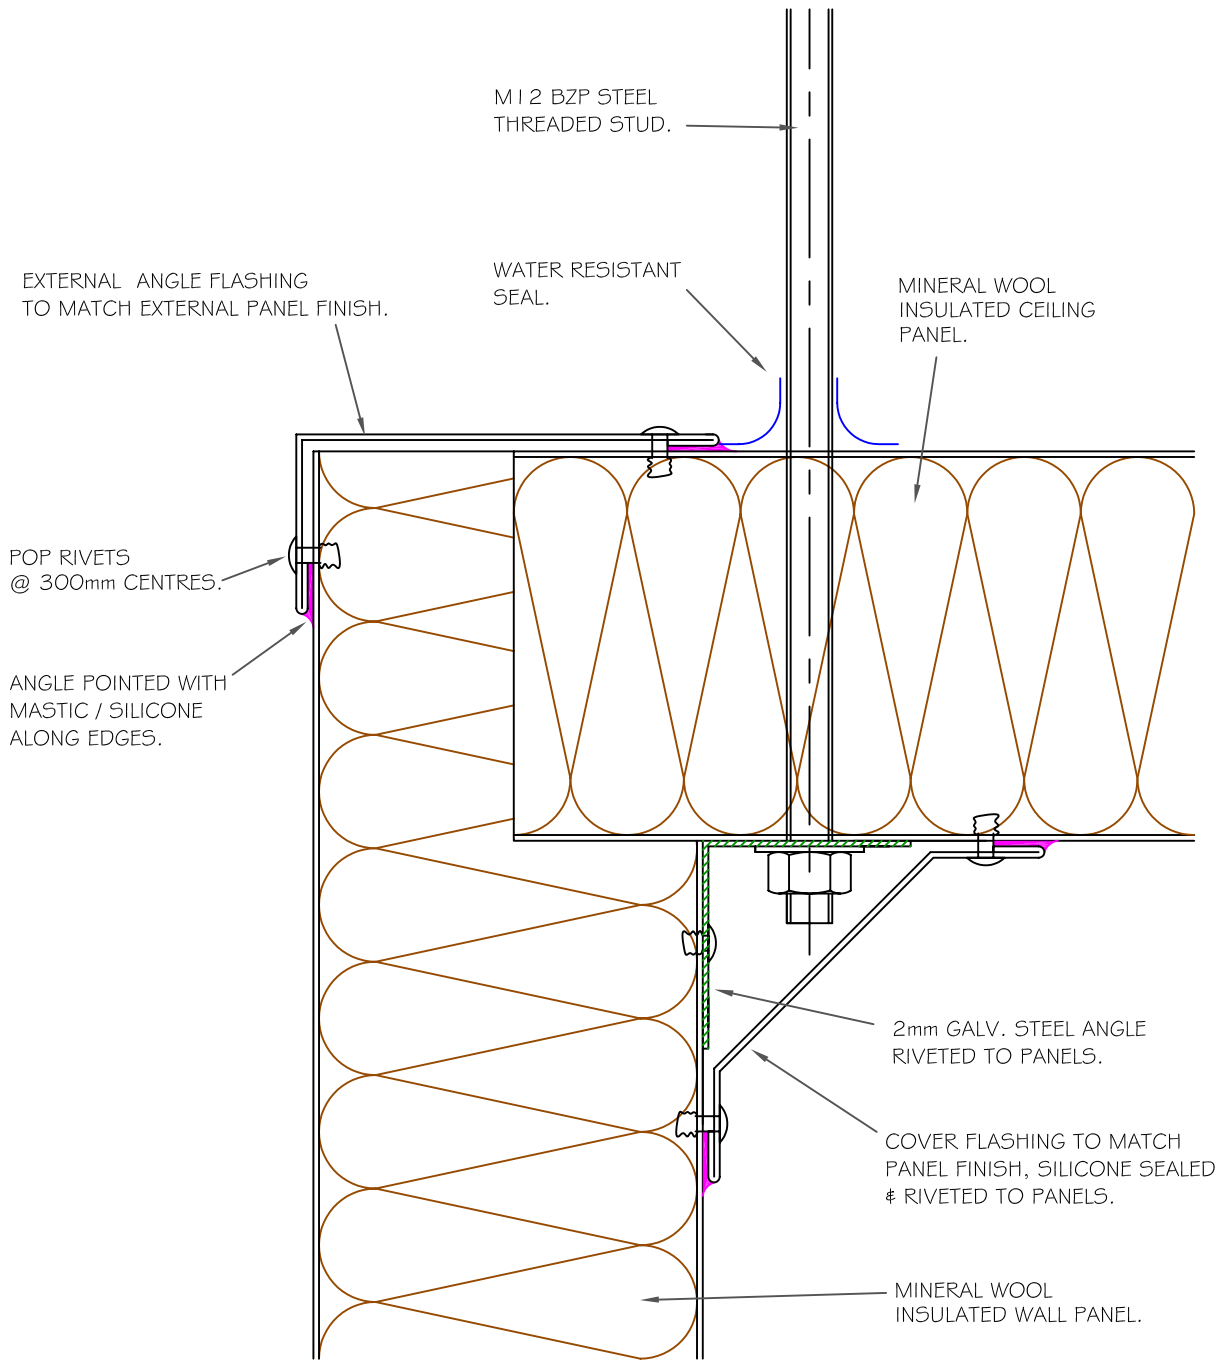 M12 BZP STEEL
THREADED STUD.
EXTERNAL ANGLE FLASHING
TO MATCH EXTERNAL PANEL FINISH.
WATER RESISTANT
SEAL.
MINERAL WOOL
INSULATED CEILING
PANEL.
POP RIVETS
@ 300mm CENTRES.
ANGLE POINTED WITH
MASTIC / SILICONE
ALONG EDGES.
2mm GALV. STEEL ANGLE
RIVETED TO PANELS.
COVER FLASHING TO MATCH
PANEL FINISH, SILICONE SEALED
& RIVETED TO PANELS.
MINERAL WOOL
INSULATED WALL PANEL.